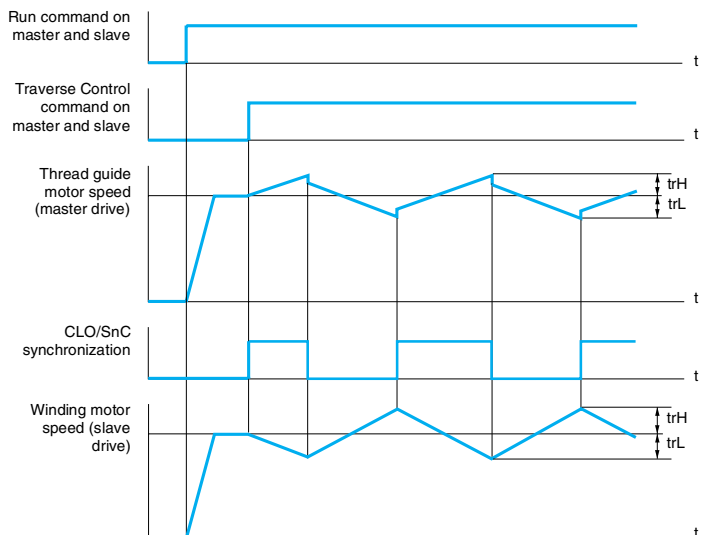 Run command on
master and slave
t
Traverse Control
command on
master and slave
t
Thread guide
motor speed
(master drive)
trH
trL
t
CLO/SnC
synchronization
t
Winding motor
speed (slave
drive)
trH
trL
t